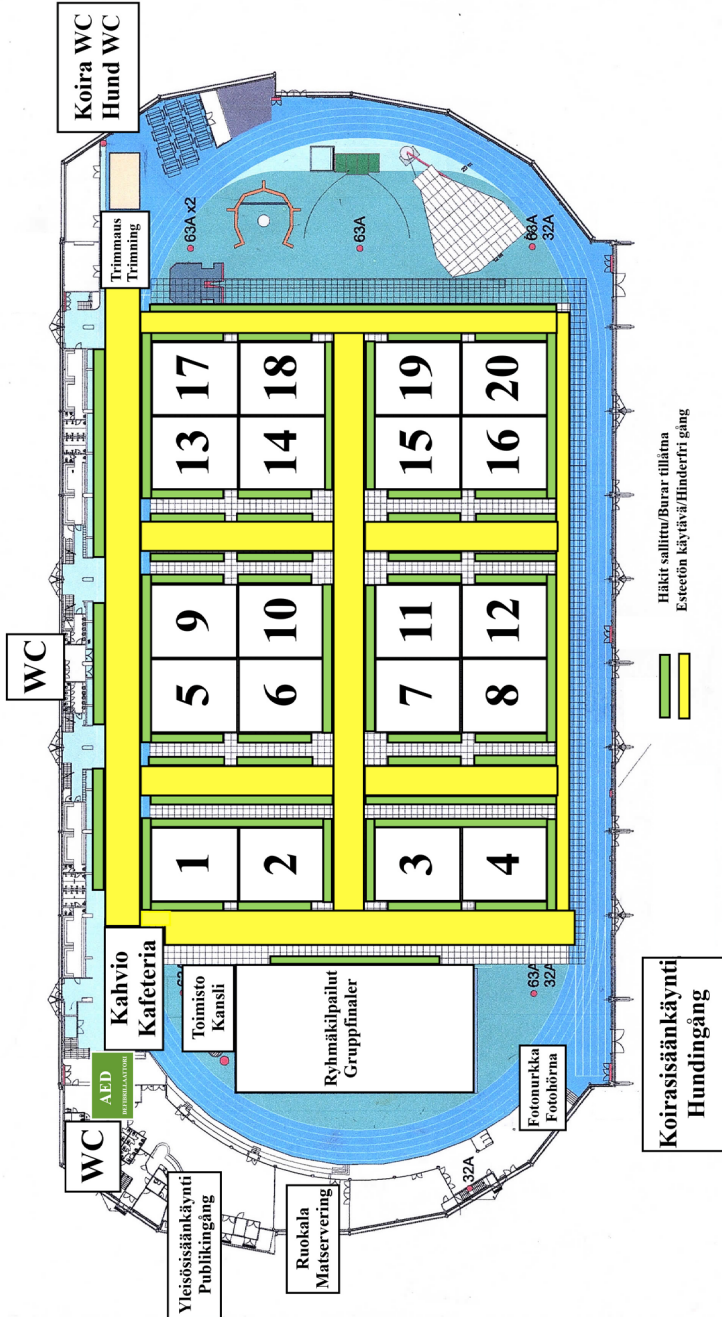 WC
Koira WC
Hund WC
WC
AED
DEFIBRILLAATTORI
Kahvio
Kafeteria
Trimmaus
Trimning
Yleisösisäänkäynti
Publikingång
Toimisto
Kansli
63A x2
1
5
9
13
17
2
6
10
14
18
Ruokala
Matservering
Ryhmäkilpailut
Gruppfinaler
63A
3
7
11
15
19
4
8
12
16
20
20 m
32A
63A
32A
63A
32A
Fotonurkka
Fotohörna
Koirasisäänkäynti
Hundingång
Häkit sallittu/Burar tillåtna
Esteetön käytävä/Hinderfri gång